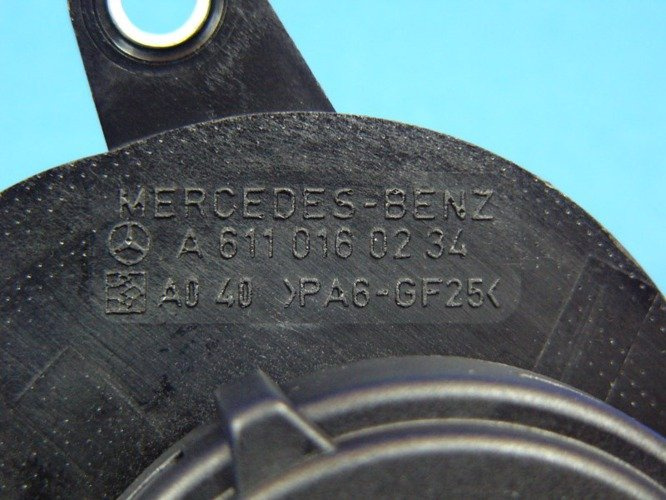 MERCEDES-BENZ
A 611 016 02 34
A0 40 >PA6-GF25<